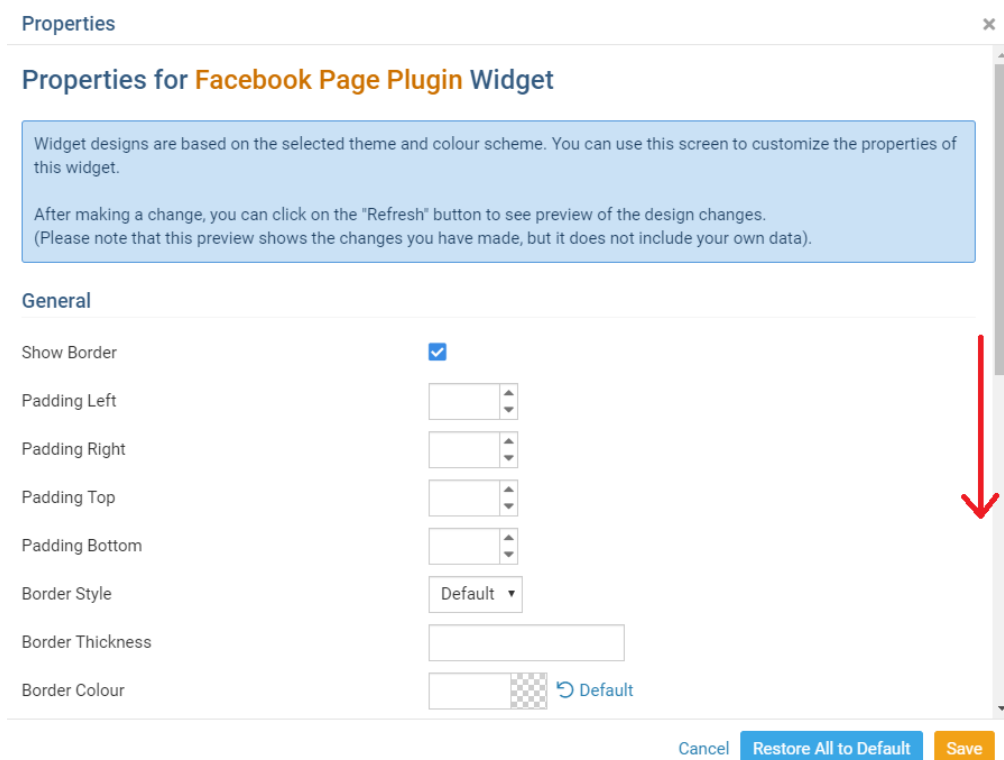 Properties
Properties for Facebook Page Plugin Widget
Widget designs are based on the selected theme and colour scheme. You can use this screen to customize the properties of
this widget.
After making a change, you can click on the "Refresh" button to see preview of the design changes.
(Please note that this preview shows the changes you have made, but it does not include your own data).
General
Show Border
Padding Left
Padding Right
Padding Top
Padding Bottom
Border Style Default
Border Thickness
Border Colour Default
Cancel Restore All to Default Save